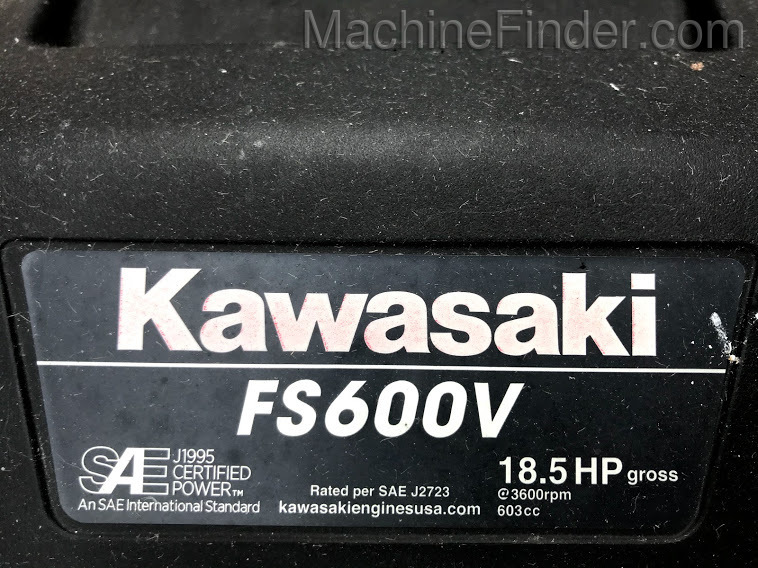 MachineFinder.com
Kawasaki
FS600V
SAE J1995
CERTIFIED
POWER™
An SAE International Standard
Rated per SAE J2723
kawasakienginesusa.com
18.5 HP gross
@3600rpm
603cc